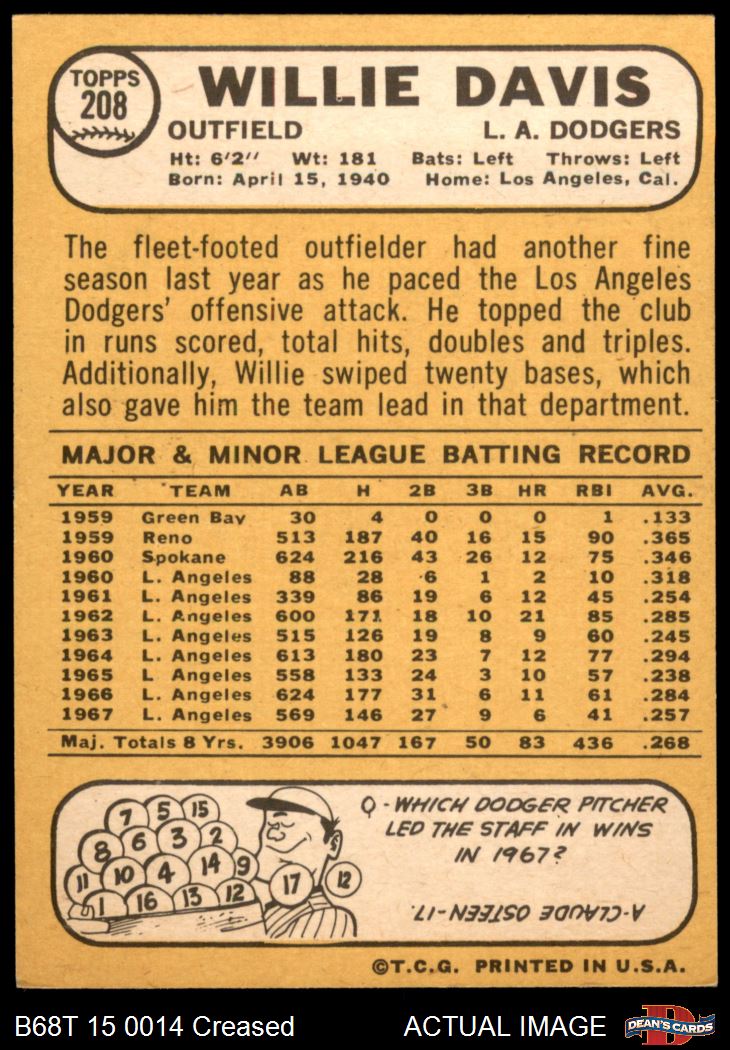 TOPPS
208
WILLIE DAVIS
OUTFIELD L. A. DODGERS
Ht: 6'2" Wt: 181 Bats: Left Throws: Left
Born: April 15, 1940 Home: Los Angeles, Cal.
The fleet-footed outfielder had another fine
season last year as he paced the Los Angeles
Dodgers' offensive attack. He topped the club
in runs scored, total hits, doubles and triples.
Additionally, Willie swiped twenty bases, which
also gave him the team lead in that department.
MAJOR & MINOR LEAGUE BATTING RECORD
YEAR TEAM AB H 2B 3B HR RBI AVG.
1959 Green Bay 30 4 0 0 0 1 .133
1959 Reno 513 187 40 16 15 90 .365
1960 Spokane 624 216 43 26 12 75 .346
1960 L. Angeles 88 28 6 1 2 10 .318
1961 L. Angeles 339 86 19 6 12 45 .254
1962 L. Angeles 600 171 18 10 21 85 .285
1963 L. Angeles 515 126 19 8 9 60 .245
1964 L. Angeles 613 180 23 7 12 77 .294
1965 L. Angeles 558 133 24 3 10 57 .238
1966 L. Angeles 624 177 31 6 11 61 .284
1967 L. Angeles 569 146 27 9 6 41 .257
Maj. Totals 8 Yrs. 3906 1047 167 50 83 436 .268
7 5 15
8 6 3 2
11 10 4 14 9 17 12
1 16 13 12
Q-WHICH DODGER PITCHER
LED THE STAFF IN WINS
IN 1967?
A-CLAUDE OSTEEN-17.
©T.C.G. PRINTED IN U.S.A.
B68T 15 0014 Creased ACTUAL IMAGE
D
DEAN'S CARDS